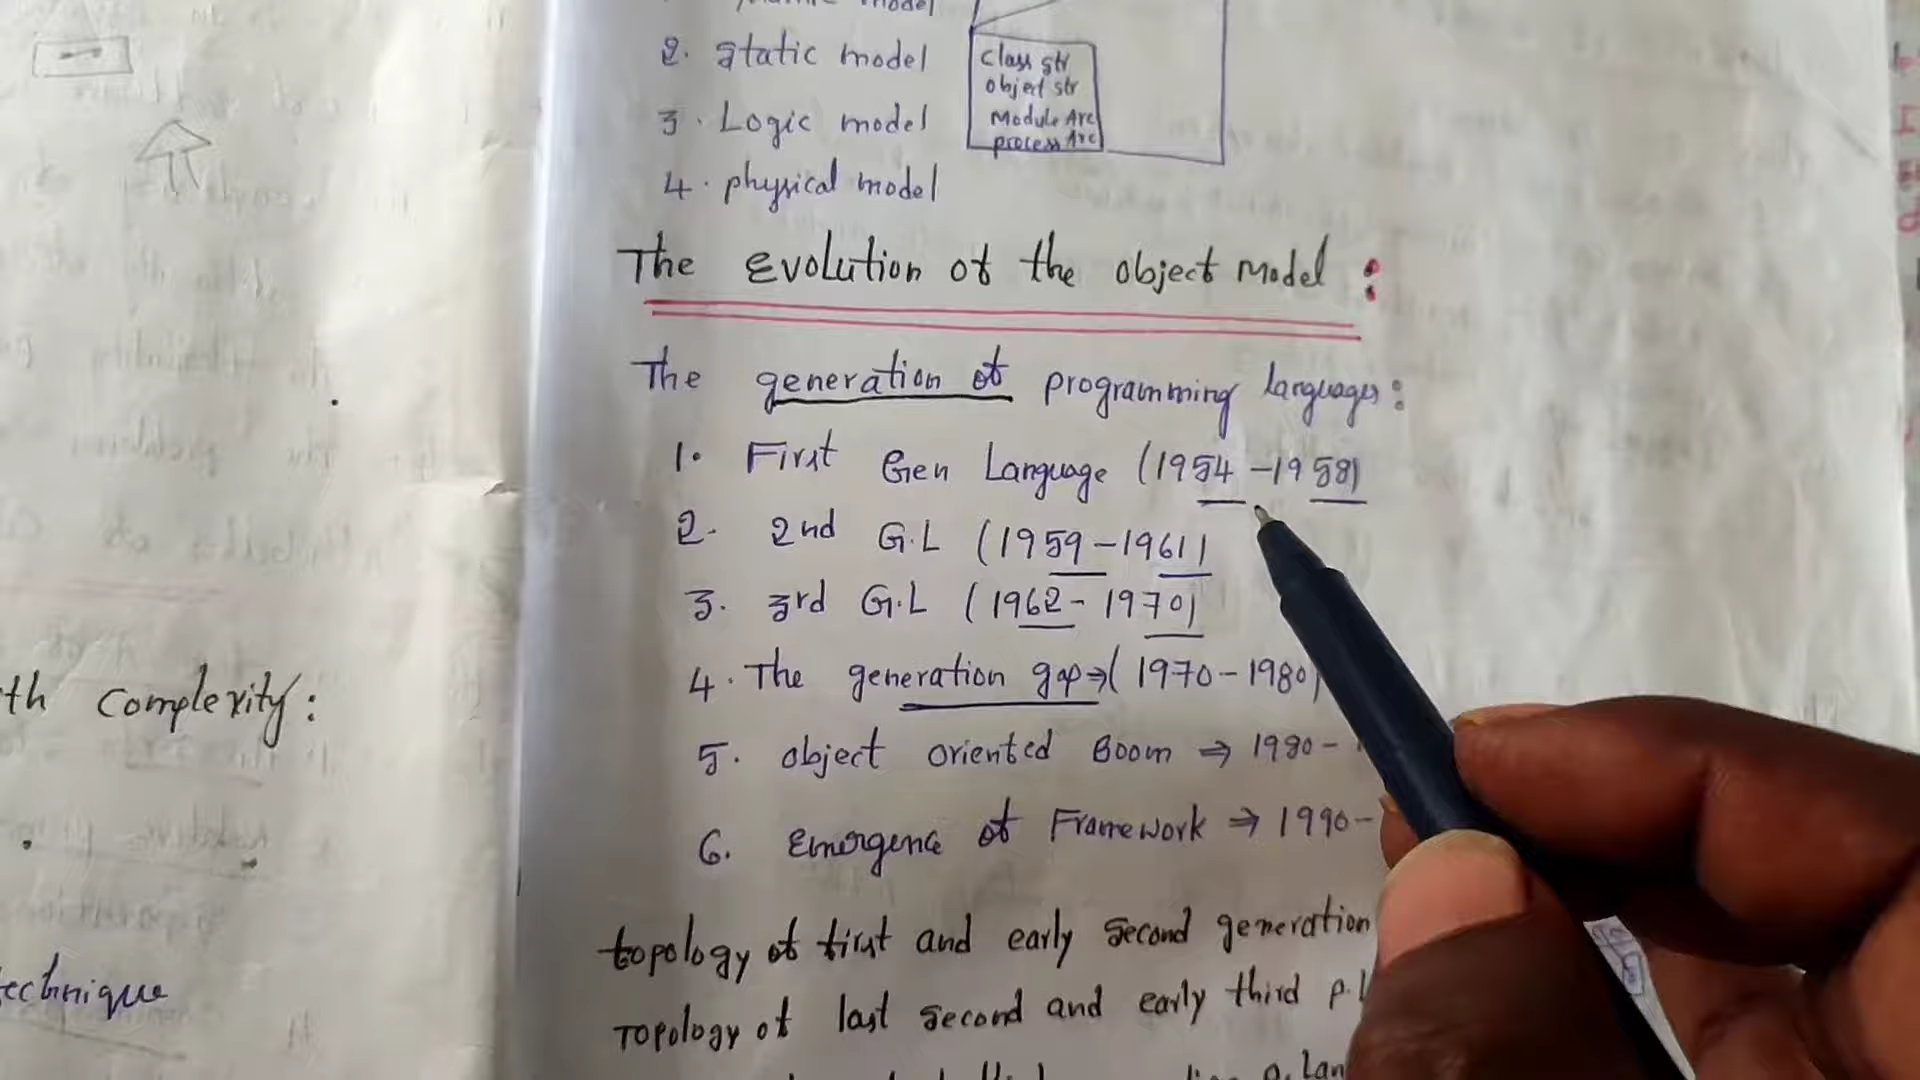 model
2. static model
class str
object str
Module Arc
process Arc
3. Logic model
4. physical model
The Evolution of the object Model :
The generation of programming languages:
1. First Gen Language (1954 - 1958)
2. 2nd G.L (1959 - 1961)
3. 3rd G.L (1962 - 1970)
4. The generation gap ⇒ (1970 - 1980)
5. object oriented Boom ⇒ 1980 -
6. Emergence of Framework ⇒ 1990 -
topology of first and early second generation
Topology of last second and early third p.l
th complexity:
echnique